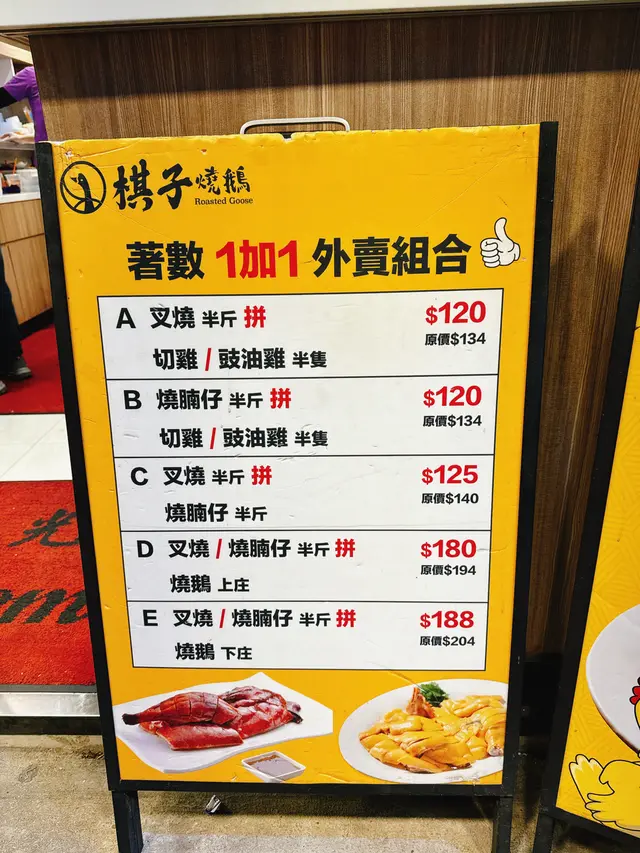 棋子燒鵝
Roasted Goose
著數 1加1 外賣組合
A 叉燒 半斤 拼 $120
原價$134
切雞 / 豉油雞 半隻
B 燒腩仔 半斤 拼 $120
原價$134
切雞 / 豉油雞 半隻
C 叉燒 半斤 拼 $125
原價$140
燒腩仔 半斤
D 叉燒 / 燒腩仔 半斤 拼 $180
原價$194
燒鵝 上庄
E 叉燒 / 燒腩仔 半斤 拼 $188
原價$204
燒鵝 下庄
光